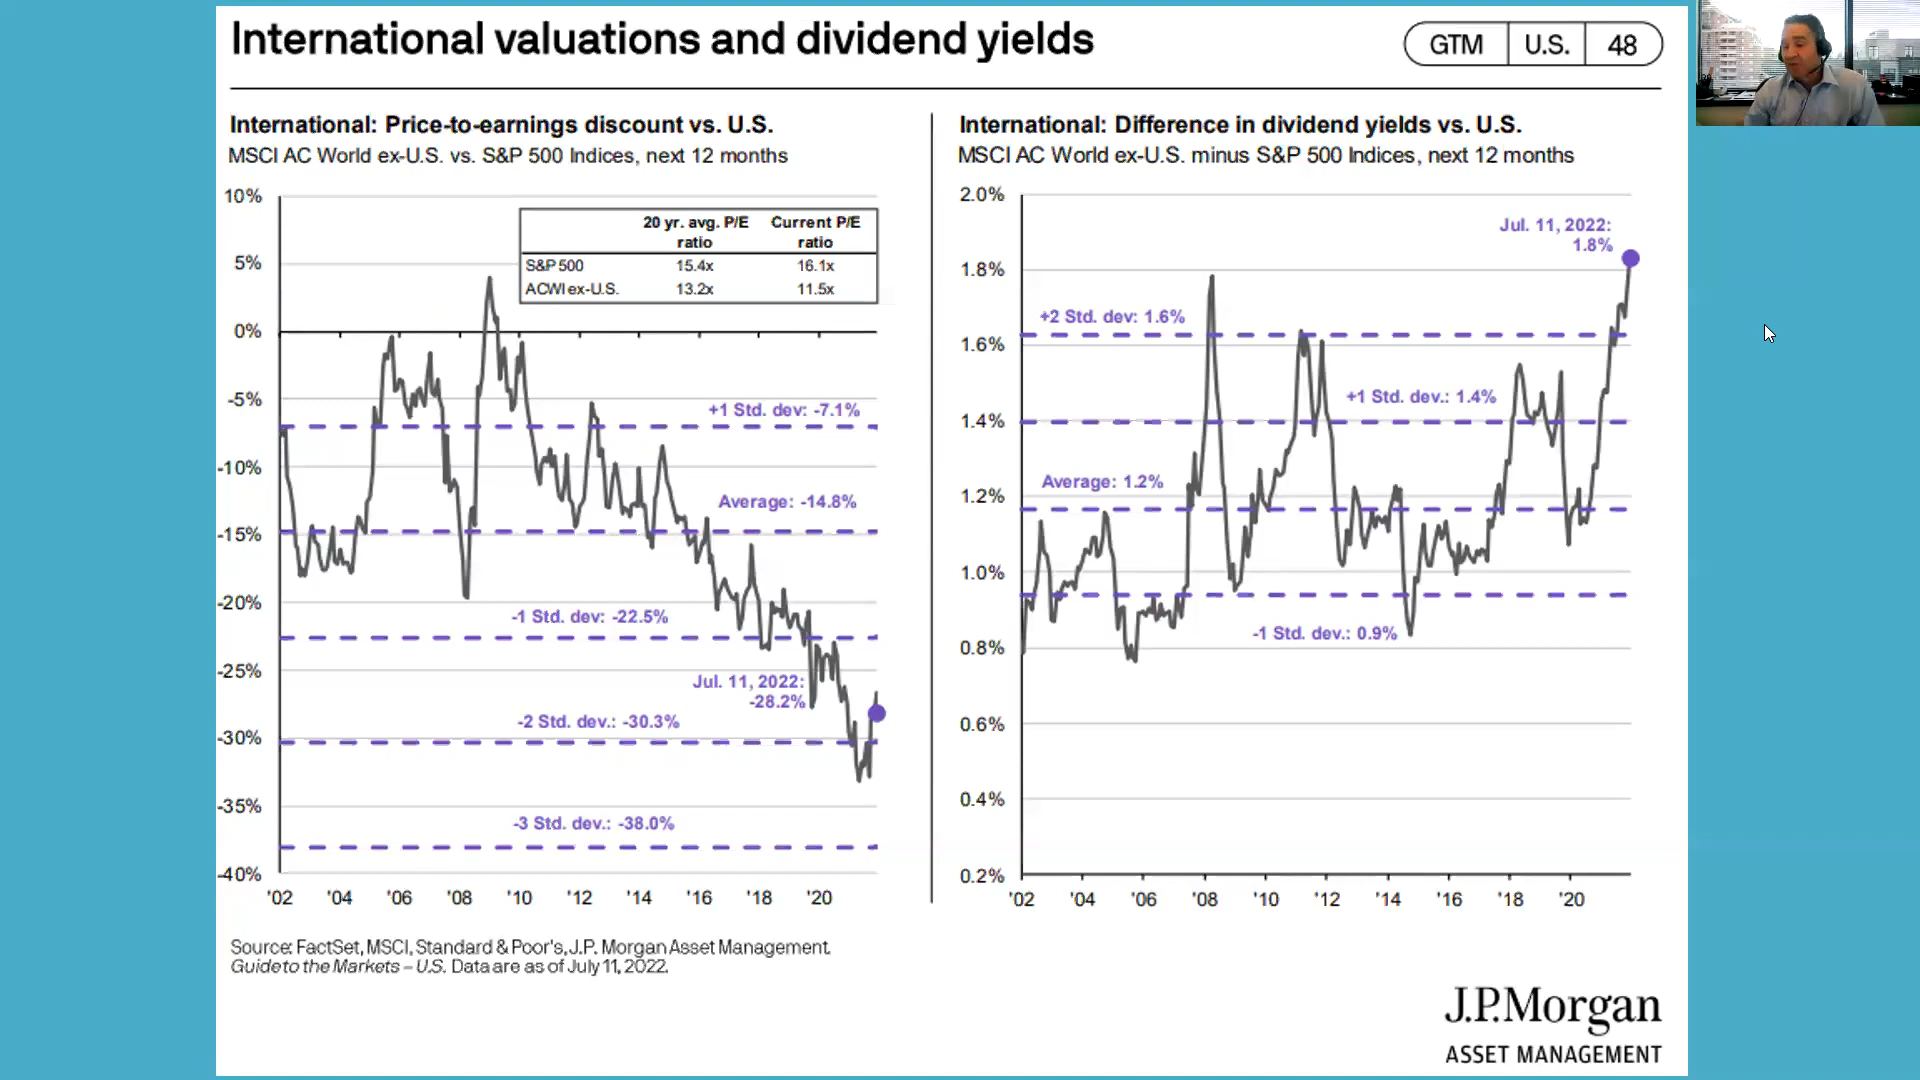 International valuations and dividend yields
GTM U.S. 48
International: Price-to-earnings discount vs. U.S.
MSCI AC World ex-U.S. vs. S&P 500 Indices, next 12 months
10%
5%
0%
-5%
-10%
-15%
-20%
-25%
-30%
-35%
-40%
20 yr. avg. P/E ratio Current P/E ratio
S&P 500 15.4x 16.1x
ACWI ex-U.S. 13.2x 11.5x
+1 Std. dev: -7.1%
Average: -14.8%
-1 Std. dev: -22.5%
Jul. 11, 2022:
-28.2%
-2 Std. dev.: -30.3%
-3 Std. dev.: -38.0%
'02 '04 '06 '08 '10 '12 '14 '16 '18 '20
International: Difference in dividend yields vs. U.S.
MSCI AC World ex-U.S. minus S&P 500 Indices, next 12 months
2.0%
1.8%
1.6%
1.4%
1.2%
1.0%
0.8%
0.6%
0.4%
0.2%
Jul. 11, 2022:
1.8%
+2 Std. dev: 1.6%
+1 Std. dev.: 1.4%
Average: 1.2%
-1 Std. dev.: 0.9%
'02 '04 '06 '08 '10 '12 '14 '16 '18 '20
Source: FactSet, MSCI, Standard & Poor's, J.P. Morgan Asset Management.
Guide to the Markets – U.S. Data are as of July 11, 2022.
J.P.Morgan
ASSET MANAGEMENT